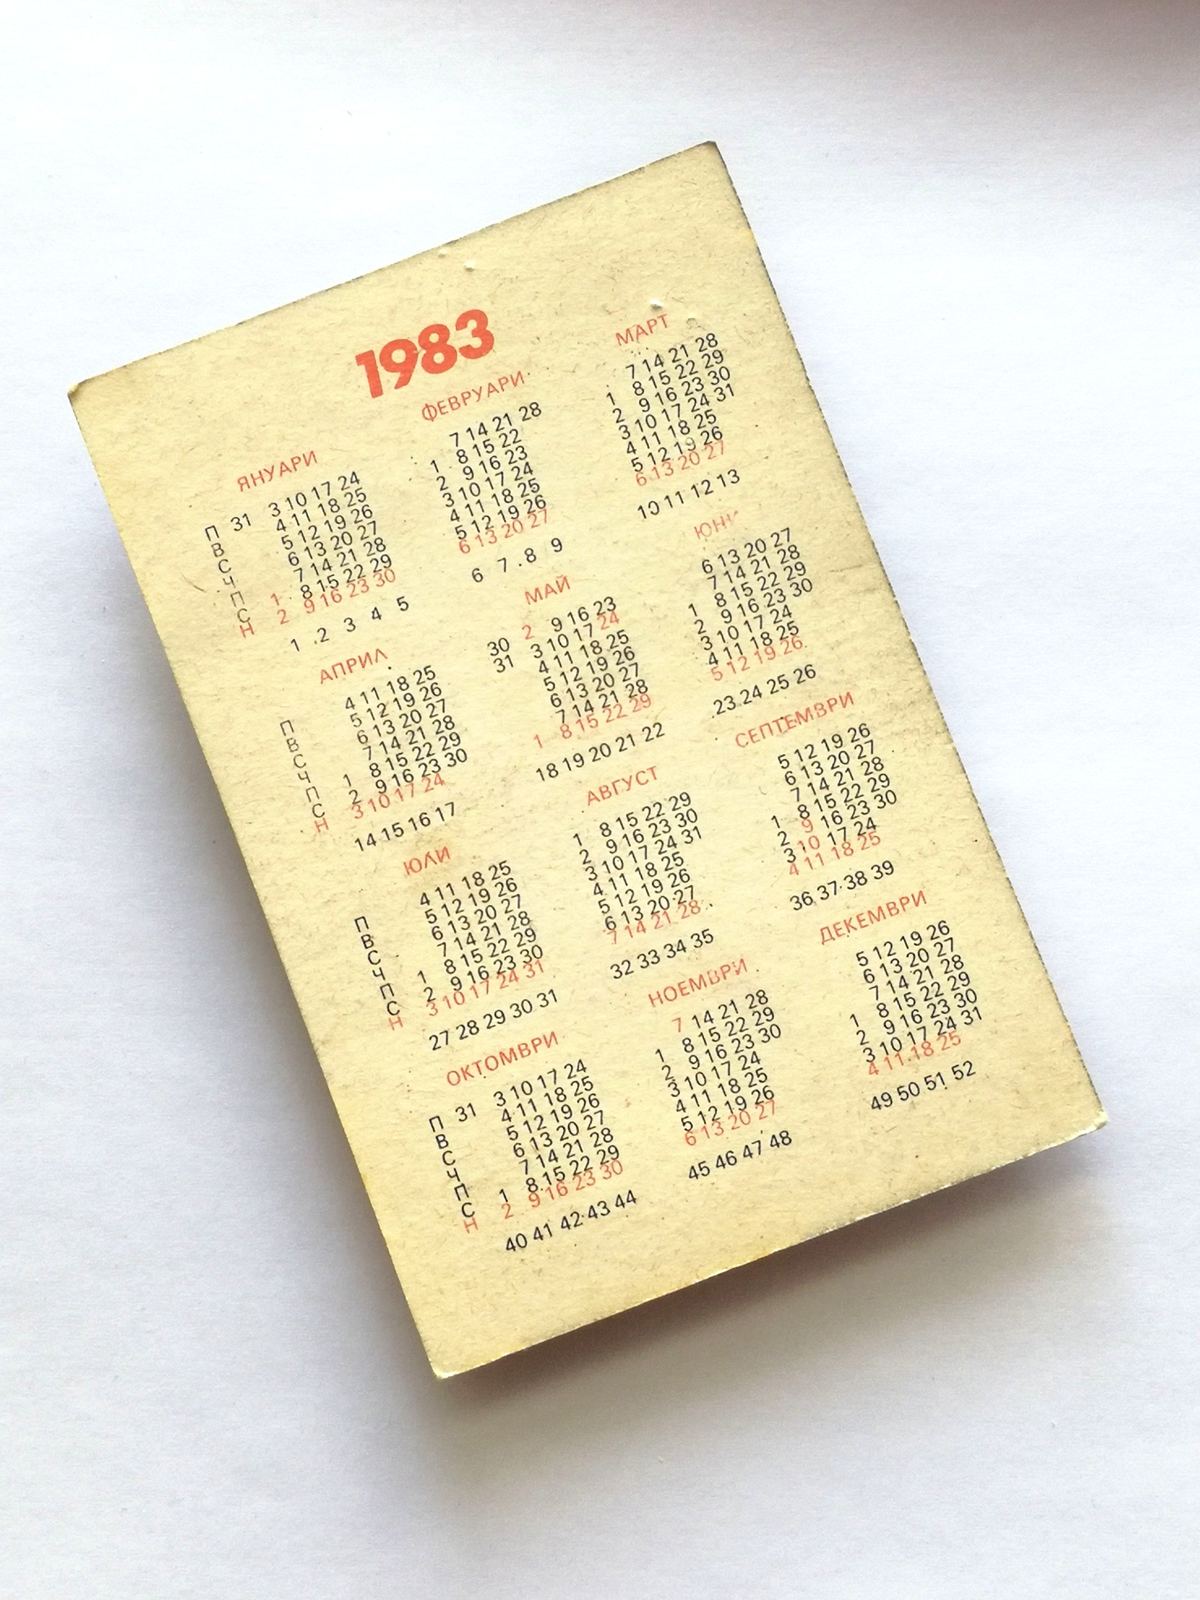 1983
ЯНУАРИ
П 31 3 10 17 24
В 4 11 18 25
С 5 12 19 26
Ч 6 13 20 27
П 7 14 21 28
С 1 8 15 22 29
Н 2 9 16 23 30
1 2 3 4 5
ФЕВРУАРИ
7 14 21 28
1 8 15 22
2 9 16 23
3 10 17 24
4 11 18 25
5 12 19 26
6 13 20 27
6 7 8 9
МАРТ
7 14 21 28
1 8 15 22 29
2 9 16 23 30
3 10 17 24 31
4 11 18 25
5 12 19 26
6 13 20 27
10 11 12 13
АПРИЛ
П 4 11 18 25
В 5 12 19 26
С 6 13 20 27
Ч 7 14 21 28
П 1 8 15 22 29
С 2 9 16 23 30
Н 3 10 17 24
14 15 16 17
МАЙ
30 2 9 16 23
31 3 10 17 24
4 11 18 25
5 12 19 26
6 13 20 27
7 14 21 28
1 8 15 22 29
18 19 20 21 22
ЮНИ
6 13 20 27
7 14 21 28
1 8 15 22 29
2 9 16 23 30
3 10 17 24
4 11 18 25
5 12 19 26
23 24 25 26
ЮЛИ
П 4 11 18 25
В 5 12 19 26
С 6 13 20 27
Ч 7 14 21 28
П 1 8 15 22 29
С 2 9 16 23 30
Н 3 10 17 24 31
27 28 29 30 31
АВГУСТ
1 8 15 22 29
2 9 16 23 30
3 10 17 24 31
4 11 18 25
5 12 19 26
6 13 20 27
7 14 21 28
32 33 34 35
СЕПТЕМВРИ
5 12 19 26
6 13 20 27
7 14 21 28
1 8 15 22 29
2 9 16 23 30
3 10 17 24
4 11 18 25
36 37 38 39
ОКТОМВРИ
П 31 3 10 17 24
В 4 11 18 25
С 5 12 19 26
Ч 6 13 20 27
П 7 14 21 28
С 1 8 15 22 29
Н 2 9 16 23 30
40 41 42 43 44
НОЕМВРИ
7 14 21 28
1 8 15 22 29
2 9 16 23 30
3 10 17 24
4 11 18 25
5 12 19 26
6 13 20 27
45 46 47 48
ДЕКЕМВРИ
5 12 19 26
6 13 20 27
7 14 21 28
1 8 15 22 29
2 9 16 23 30
3 10 17 24 31
4 11 18 25
49 50 51 52